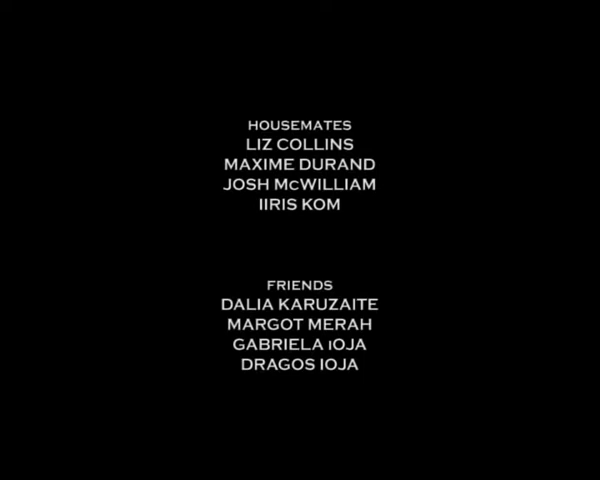 HOUSEMATES
LIZ COLLINS
MAXIME DURAND
JOSH McWILLIAM
IIRIS KOM
FRIENDS
DALIA KARUZAITE
MARGOT MERAH
GABRIELA iOJA
DRAGOS IOJA